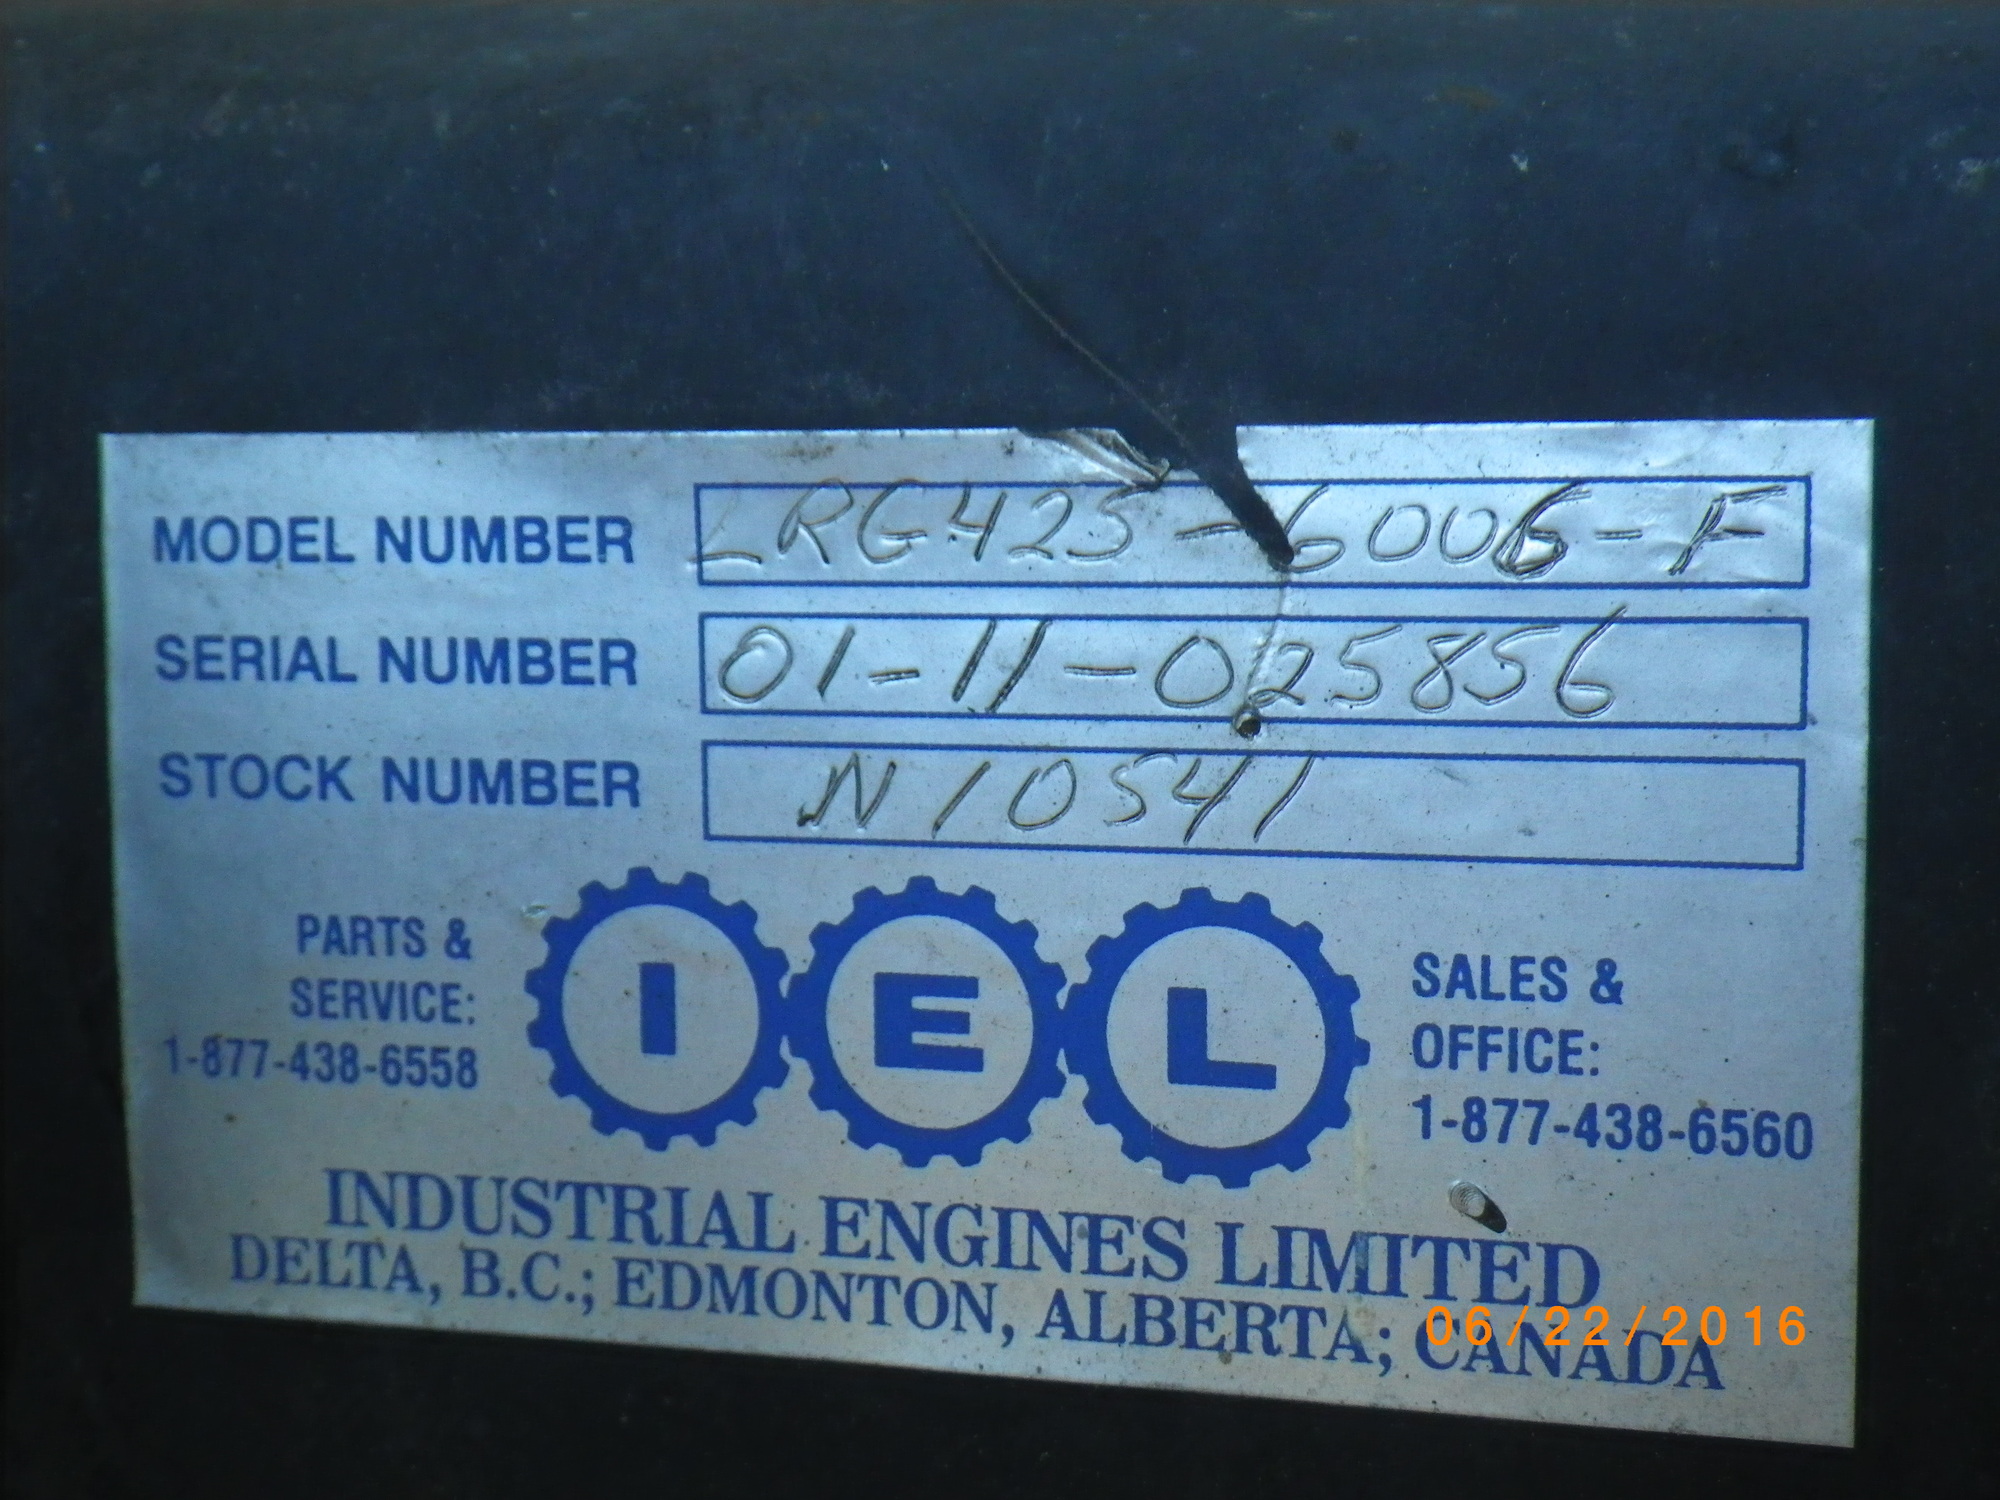 MODEL NUMBER LRG425-6006-F
SERIAL NUMBER 01-11-025856
STOCK NUMBER N10541
PARTS &
SERVICE:
1-877-438-6558
I E L
SALES &
OFFICE:
1-877-438-6560
INDUSTRIAL ENGINES LIMITED
DELTA, B.C.; EDMONTON, ALBERTA; CANADA
06/22/2016